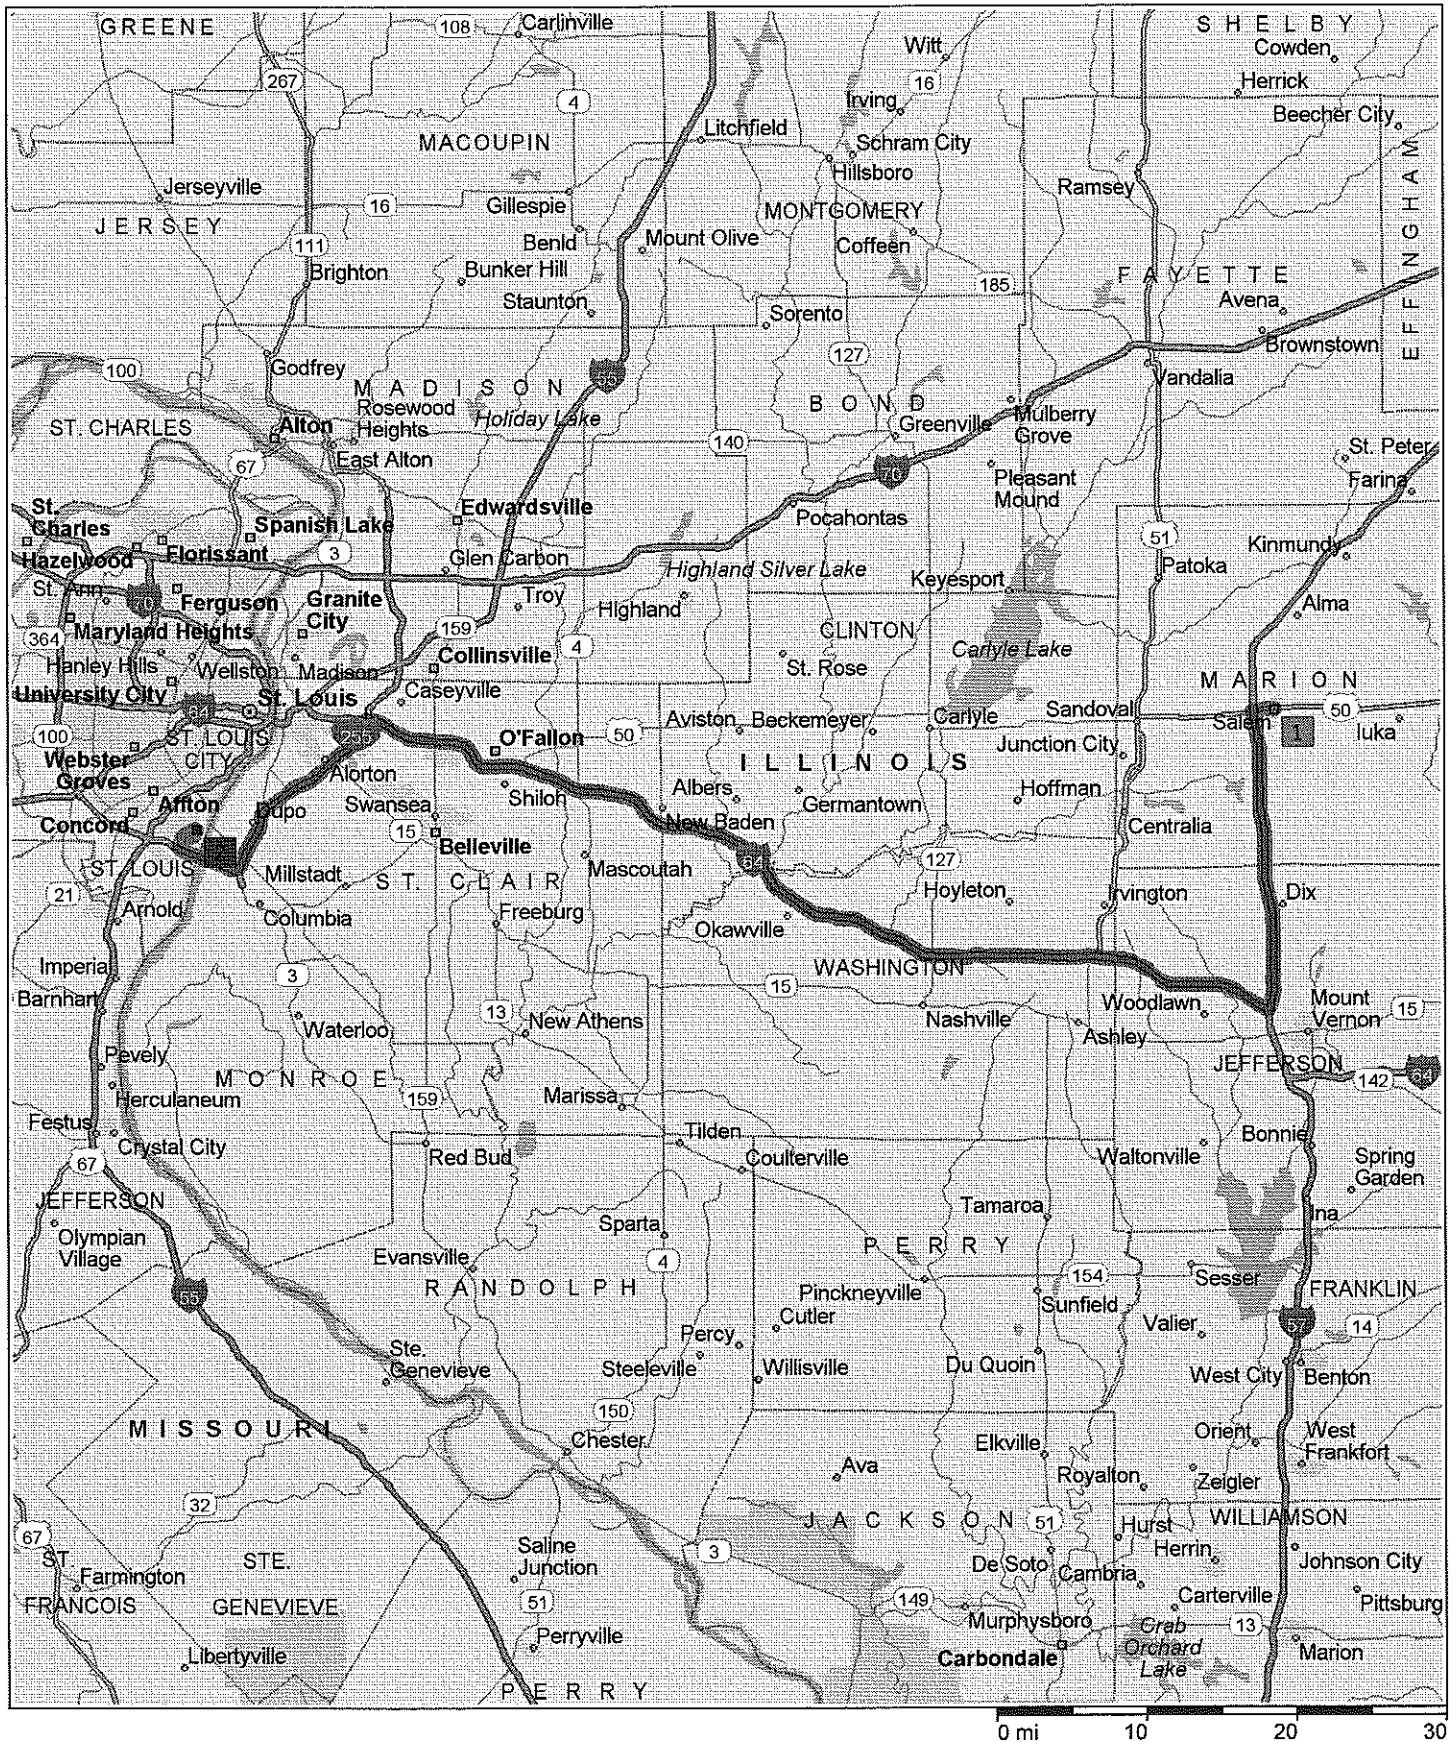 GREENE
108
Carlinville
SHELBY
Witt
Cowden
267
16
Herrick
4
Irving
Beecher City
MACOUPIN
Litchfield
Schram City
Hillsboro
EFFINGHAM
Jerseyville
Ramsey
16
Gillespie
MONTGOMERY
JERSEY
111
Benld
Mount Olive
Coffeen
Brighton
Bunker Hill
185
FAYETTE
Staunton
Avena
Sorento
Brownstown
127
Godfrey
100
55
Vandalia
MADISON
Rosewood
Heights
Holiday Lake
BOND
Mulberry
Grove
ST. CHARLES
Alton
Greenville
140
East Alton
St. Peter
67
70
Pleasant
Mound
Farina
St.
Charles
Edwardsville
Spanish Lake
Pocahontas
Hazelwood
Florissant
3
Glen Carbon
51
Kinmundy
Highland Silver Lake
Keyesport
Patoka
St. Ann
Ferguson
Granite
City
Troy
Highland
Alma
364
Maryland Heights
159
4
CLINTON
Carlyle Lake
Hanley Hills
Wellston
Madison
Collinsville
St. Rose
MARION
University City
St. Louis
Caseyville
64
Aviston
Beckemeyer
Carlyle
Sandoval
Salem
50
100
ST. LOUIS
CITY
255
O'Fallon
50
1
Iuka
Webster
Groves
ILLINOIS
Junction City
Alorton
Shiloh
Albers
Germantown
Hoffman
Affton
Dupo
Swansea
New Baden
Centralia
Concord
15
Belleville
64
127
ST. LOUIS
Millstadt
ST. CLAIR
Mascoutah
Hoyleton
Irvington
Dix
21
Arnold
Columbia
Freeburg
Okawville
Imperial
3
WASHINGTON
15
Barnhart
13
Woodlawn
Mount
Vernon
15
Waterloo
New Athens
Nashville
Ashley
Pevely
MONROE
JEFFERSON
142
64
Herculaneum
159
Marissa
Festus
Crystal City
Tilden
Bonnie
67
Red Bud
Coulterville
Waltonville
Spring
Garden
JEFFERSON
Tamaroa
Olympian
Village
Sparta
Ina
Evansville
PERRY
4
154
Sesser
RANDOLPH
Pinckneyville
FRANKLIN
55
Cutler
Sunfield
57
Percy
Valier
14
Ste.
Genevieve
Steeleville
Willisville
Du Quoin
West City
Benton
150
MISSOURI
Chester
Elkville
Orient
West
Frankfort
Ava
Royalton
Zeigler
32
JACKSON
51
Hurst
WILLIAMSON
67
3
Herrin
ST.
FRANCOIS
STE.
GENEVIEVE
Saline
Junction
De Soto
Cambria
Johnson City
Farmington
149
Carterville
Pittsburg
51
Murphysboro
13
Perryville
Crab
Orchard
Lake
Marion
Libertyville
Carbondale
PERRY
0 mi
10
20
30